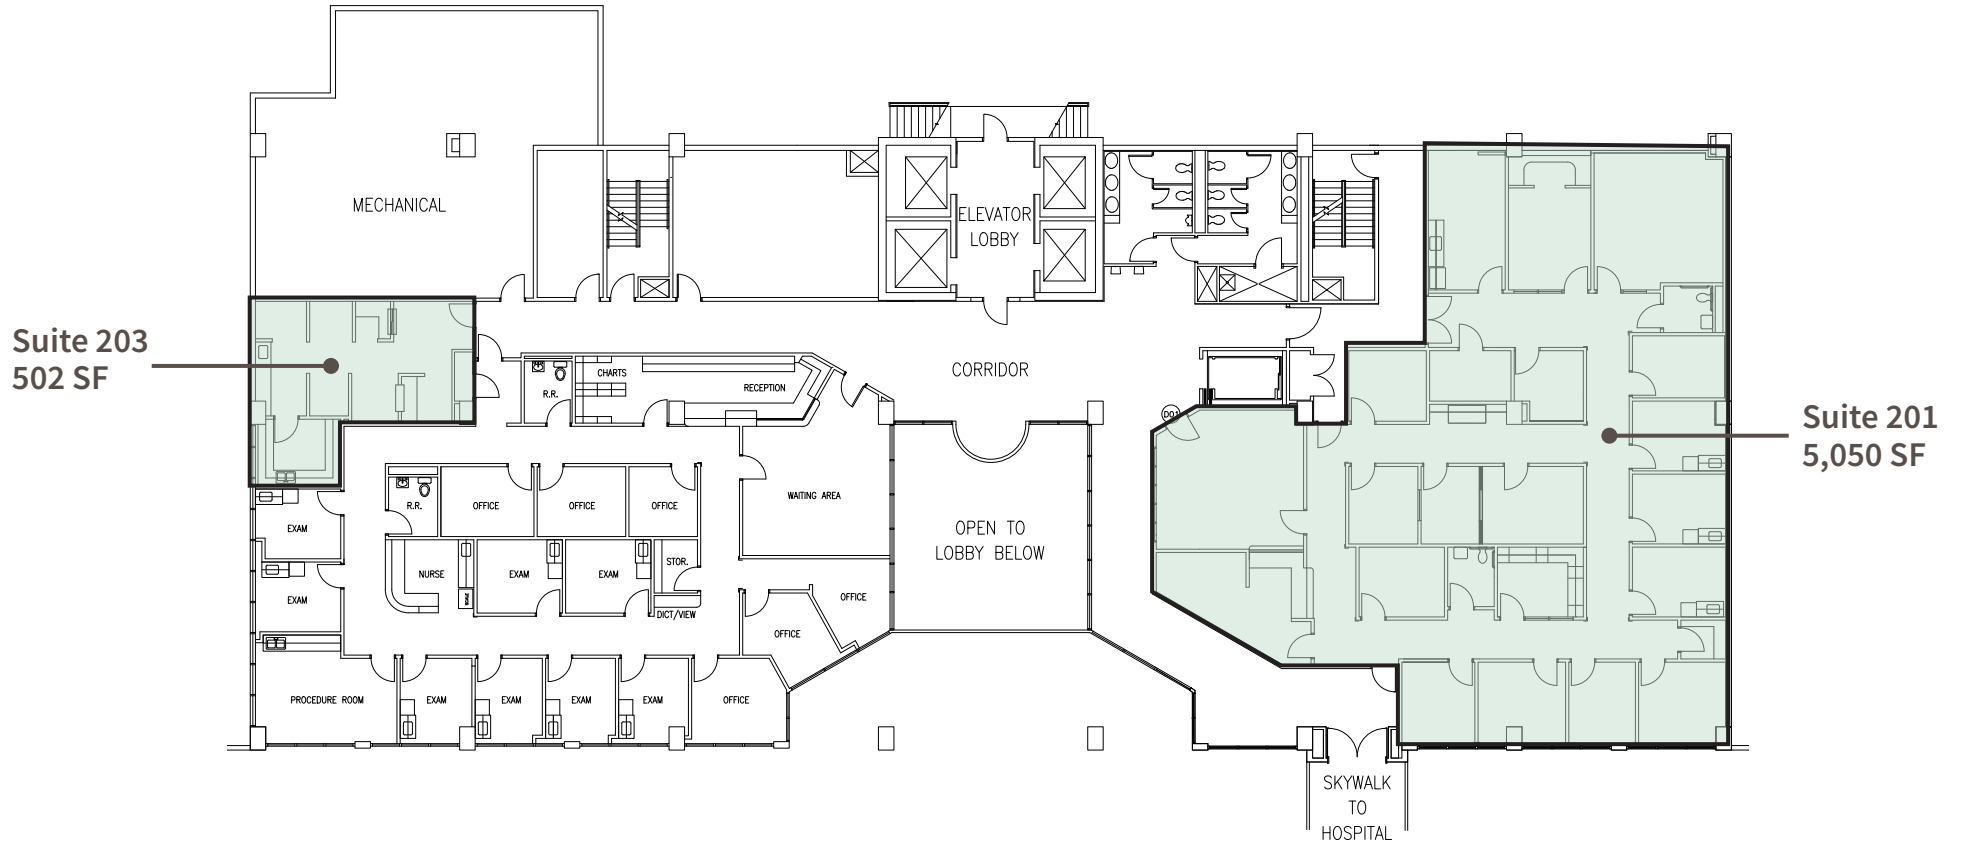 MECHANICAL
ELEVATOR
LOBBY
Suite 203
502 SF
CORRIDOR
R.R.
CHARTS
RECEPTION
DO1
Suite 201
5,050 SF
R.R.
OFFICE
OFFICE
OFFICE
WAITING AREA
EXAM
OPEN TO
LOBBY BELOW
NURSE
EXAM
EXAM
STOR.
EXAM
OFFICE
DICT/VIEW
OFFICE
PROCEDURE ROOM
EXAM
EXAM
EXAM
EXAM
OFFICE
SKYWALK
TO
HOSPITAL